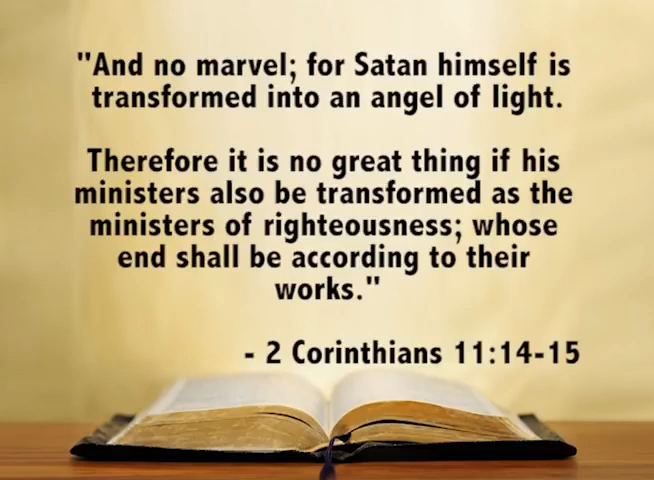 "And no marvel; for Satan himself is
transformed into an angel of light.
Therefore it is no great thing if his
ministers also be transformed as the
ministers of righteousness; whose
end shall be according to their
works."
- 2 Corinthians 11:14-15